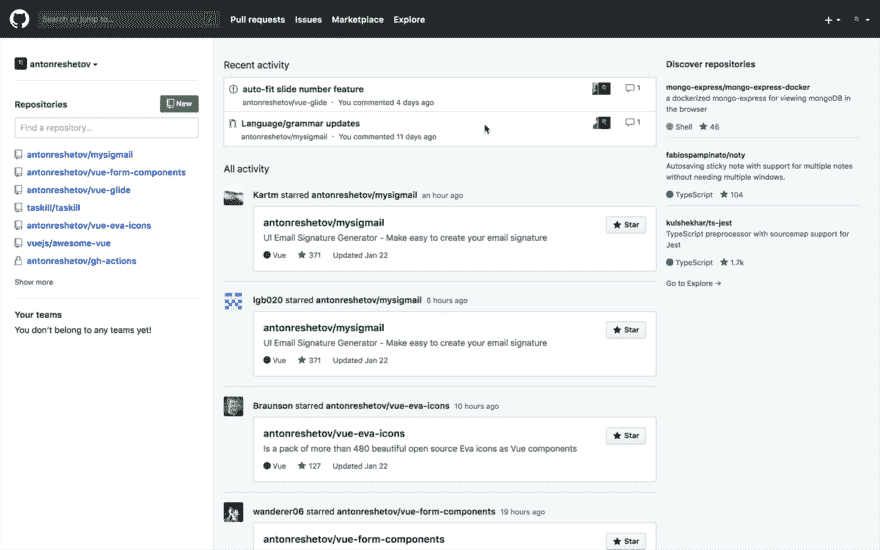 Search or jump to...
/
Pull requests Issues Marketplace Explore
antonreshetov
Repositories
New
Find a repository...
antonreshetov/mysigmail
antonreshetov/vue-form-components
antonreshetov/vue-glide
taskill/taskill
antonreshetov/vue-eva-icons
vuejs/awesome-vue
antonreshetov/gh-actions
Show more
Your teams
You don't belong to any teams yet!
Recent activity
auto-fit slide number feature
1
antonreshetov/vue-glide · You commented 4 days ago
Language/grammar updates
1
antonreshetov/mysigmail · You commented 11 days ago
All activity
Kartm starred antonreshetov/mysigmail an hour ago
antonreshetov/mysigmail
Star
UI Email Signature Generator - Make easy to create your email signature
Vue 371 Updated Jan 22
lgb020 starred antonreshetov/mysigmail 6 hours ago
antonreshetov/mysigmail
Star
UI Email Signature Generator - Make easy to create your email signature
Vue 371 Updated Jan 22
Braunson starred antonreshetov/vue-eva-icons 10 hours ago
antonreshetov/vue-eva-icons
Star
Is a pack of more than 480 beautiful open source Eva icons as Vue components
Vue 127 Updated Jan 22
wanderer06 starred antonreshetov/vue-form-components 19 hours ago
antonreshetov/vue-form-components
Star
Discover repositories
mongo-express/mongo-express-docker
a dockerized mongo-express for viewing mongoDB in
the browser
Shell 46
fabiospampinato/noty
Autosaving sticky note with support for multiple notes
without needing multiple windows.
TypeScript 104
kulshekhar/ts-jest
TypeScript preprocessor with sourcemap support for
Jest
TypeScript 1.7k
Go to Explore →